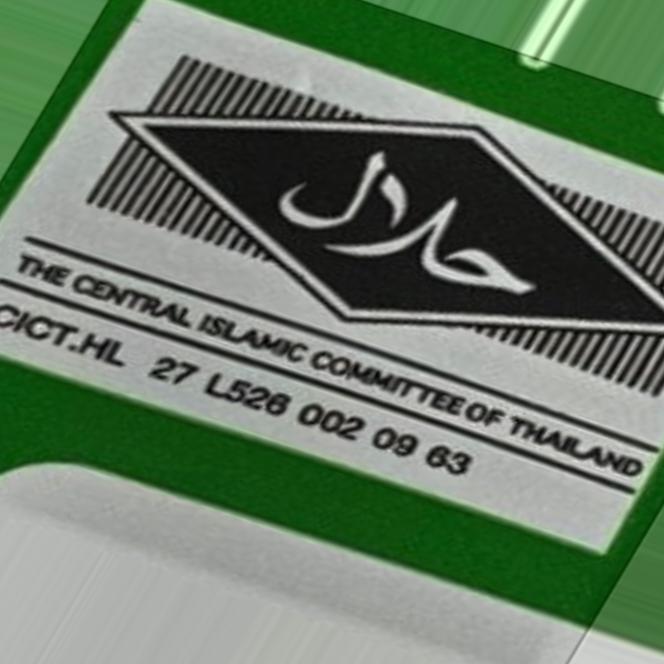 حلال
THE CENTRAL ISLAMIC COMMITTEE OF THAILAND
CICT.HL 27 L526 002 09 63